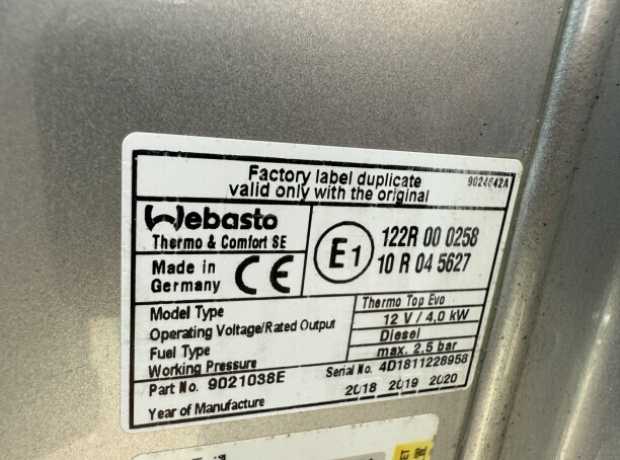 Factory label duplicate
valid only with the original
9024642A
Webasto
Thermo & Comfort SE
Made in
Germany
CE
E1
122R 00 0258
10 R 04 5627
Model Type Thermo Top Evo
Operating Voltage/Rated Output 12 V / 4,0 kW
Fuel Type Diesel
Working Pressure max. 2.5 bar
Part No. 9021038E Serial No. 4D1811228958
Year of Manufacture 2018 2019 2020